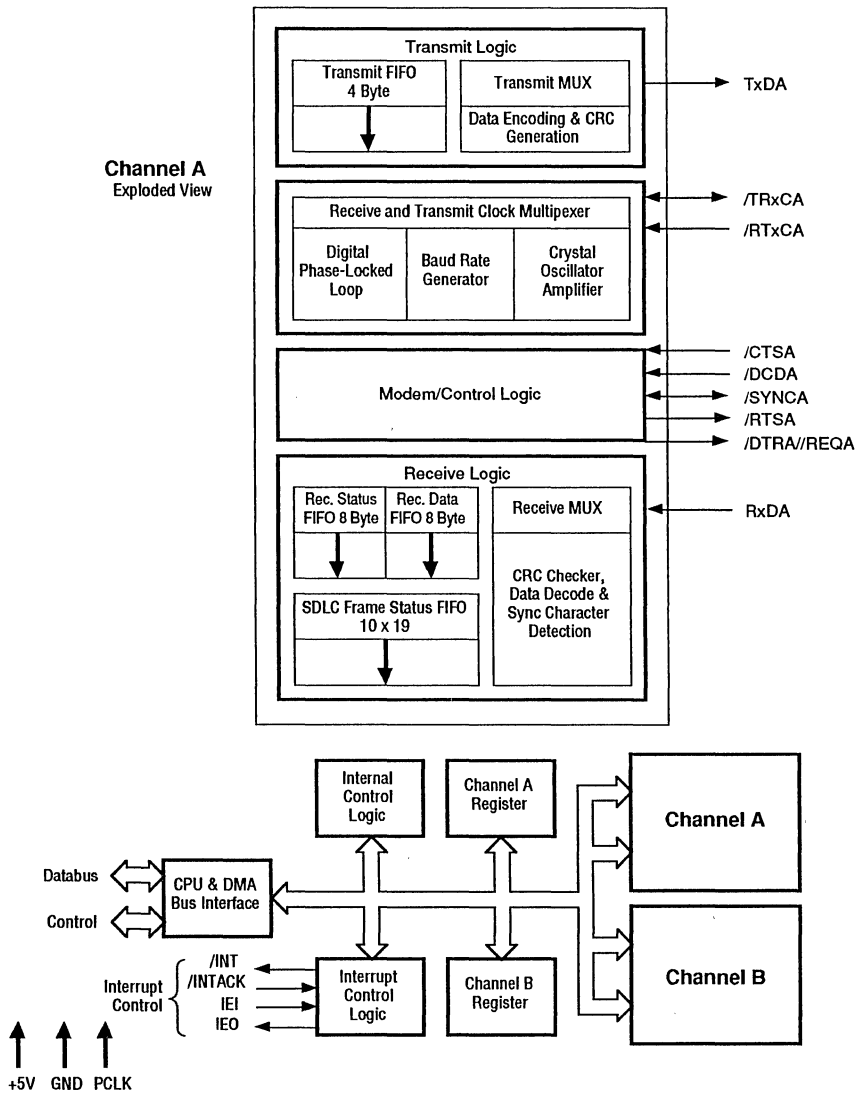 Transmit Logic
Transmit FIFO
4 Byte
Transmit MUX
Data Encoding & CRC
Generation
TxDA
Channel A
Exploded View
Receive and Transmit Clock Multipexer
Digital
Phase-Locked
Loop
Baud Rate
Generator
Crystal
Oscillator
Amplifier
/TRxCA
/RTxCA
Modem/Control Logic
/CTSA
/DCDA
/SYNCA
/RTSA
/DTRA//REQA
Receive Logic
Rec. Status
FIFO 8 Byte
Rec. Data
FIFO 8 Byte
Receive MUX
CRC Checker,
Data Decode &
Sync Character
Detection
SDLC Frame Status FIFO
10 x 19
RxDA
Internal
Control
Logic
Channel A
Register
Channel A
Databus
Control
CPU & DMA
Bus Interface
Interrupt
Control
/INT
/INTACK
IEI
IEO
Interrupt
Control
Logic
Channel B
Register
Channel B
+5V
GND
PCLK